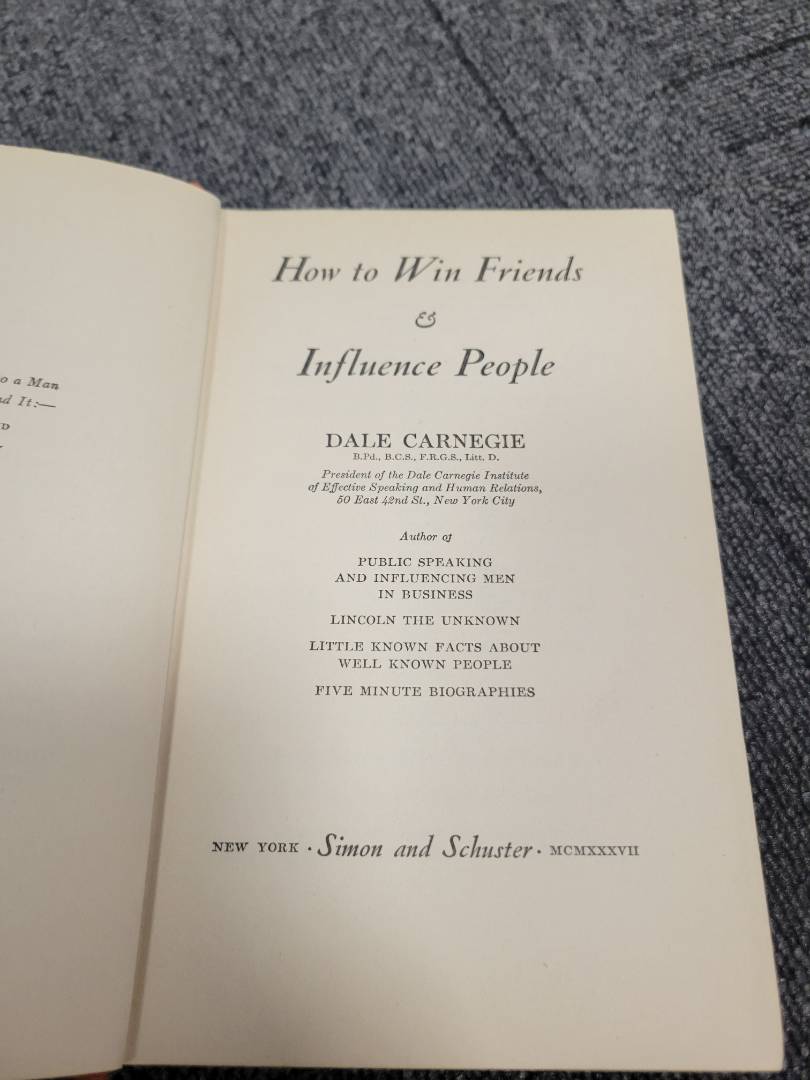 o a Man
nd It:—
D
How to Win Friends
&
Influence People
DALE CARNEGIE
B.Pd., B.C.S., F.R.G.S., Litt. D.
President of the Dale Carnegie Institute
of Effective Speaking and Human Relations,
50 East 42nd St., New York City
Author of
PUBLIC SPEAKING
AND INFLUENCING MEN
IN BUSINESS
LINCOLN THE UNKNOWN
LITTLE KNOWN FACTS ABOUT
WELL KNOWN PEOPLE
FIVE MINUTE BIOGRAPHIES
NEW YORK · Simon and Schuster · MCMXXXVII